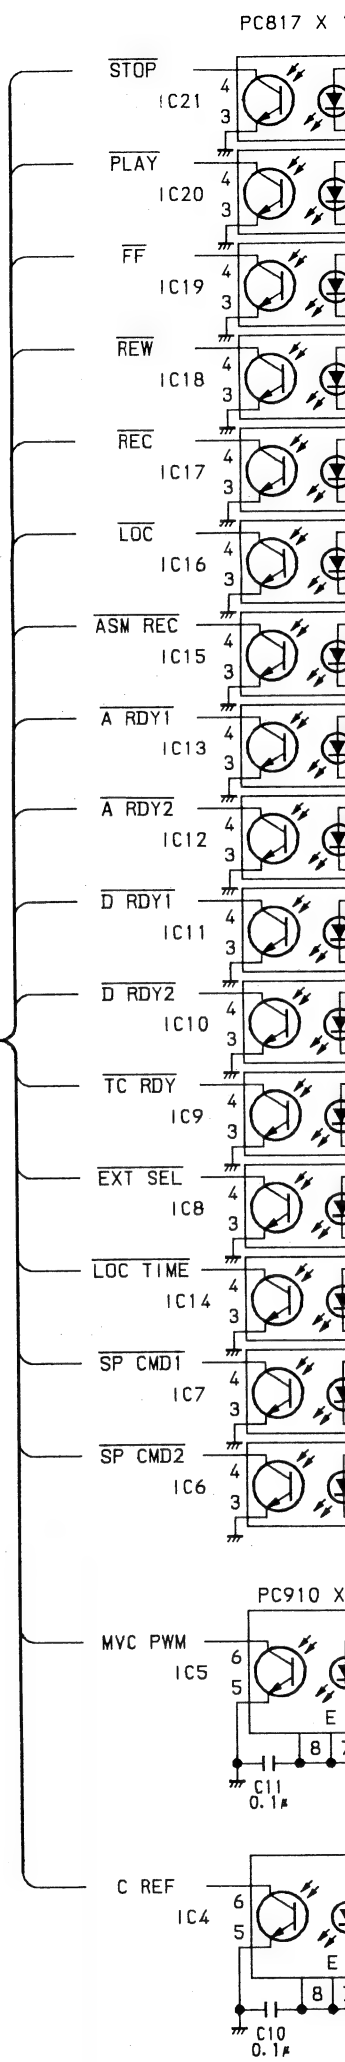 PC817 X
STOP
4
IC21
3
PLAY
4
IC20
3
FF
4
IC19
3
REW
4
IC18
3
REC
4
IC17
3
LOC
4
IC16
3
ASM REC
4
IC15
3
A RDY1
4
IC13
3
A RDY2
4
IC12
3
D RDY1
4
IC11
3
D RDY2
4
IC10
3
TC RDY
4
IC9
3
EXT SEL
4
IC8
3
LOC TIME
4
IC14
3
SP CMD1
4
IC7
3
SP CMD2
4
IC6
3
PC910 X
MVC PWM
6
IC5
5
E
8
C11
0.1μ
C REF
6
IC4
5
E
8
C10
0.1μ